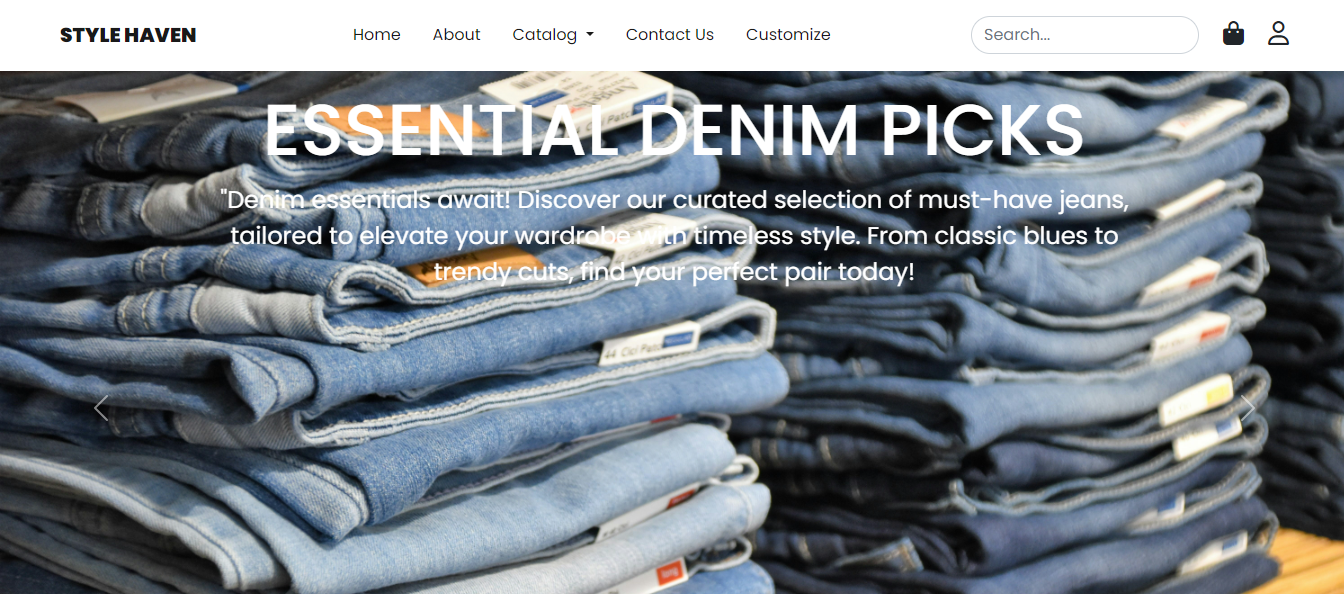 STYLE HAVEN
Home
About
Catalog
Contact Us
Customize
Search...
ESSENTIAL DENIM PICKS
"Denim essentials await! Discover our curated selection of must-have jeans,
tailored to elevate your wardrobe with timeless style. From classic blues to
trendy cuts, find your perfect pair today!
44 Cici